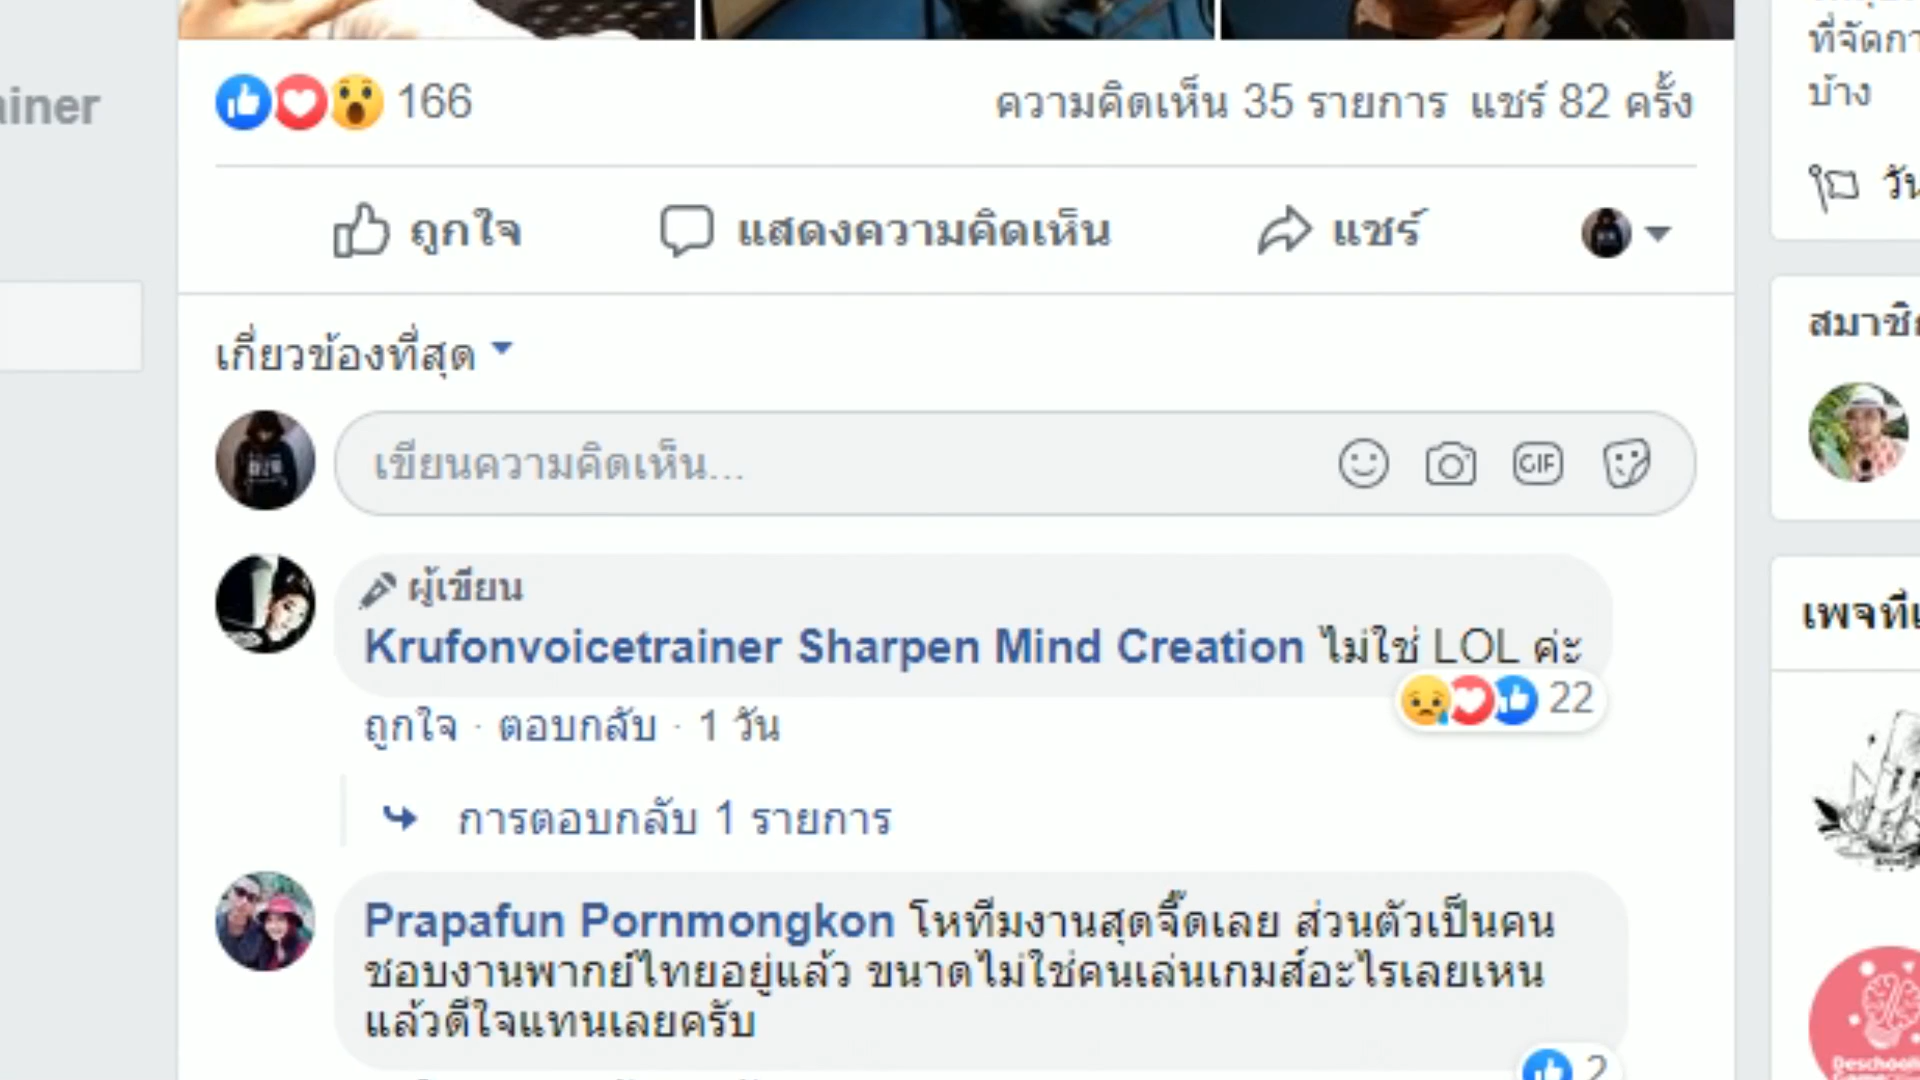 ainer
166
ความคิดเห็น 35 รายการ แชร์ 82 ครั้ง
ถูกใจ
แสดงความคิดเห็น
แชร์
เกี่ยวข้องที่สุด
เขียนความคิดเห็น...
GIF
ผู้เขียน
Krufonvoicetrainer Sharpen Mind Creation ไม่ใช่ LOL ค่ะ
22
ถูกใจ · ตอบกลับ · 1 วัน
การตอบกลับ 1 รายการ
Prapafun Pornmongkon โหทีมงานสุดจี๊ดเลย ส่วนตัวเป็นคน
ชอบงานพากย์ไทยอยู่แล้ว ขนาดไม่ใช่คนเล่นเกมส์อะไรเลยเหน
แล้วดีใจแทนเลยครับ
2
ที่จัดกา
บ้าง
วัน
สมาชิก
เพจที่เ